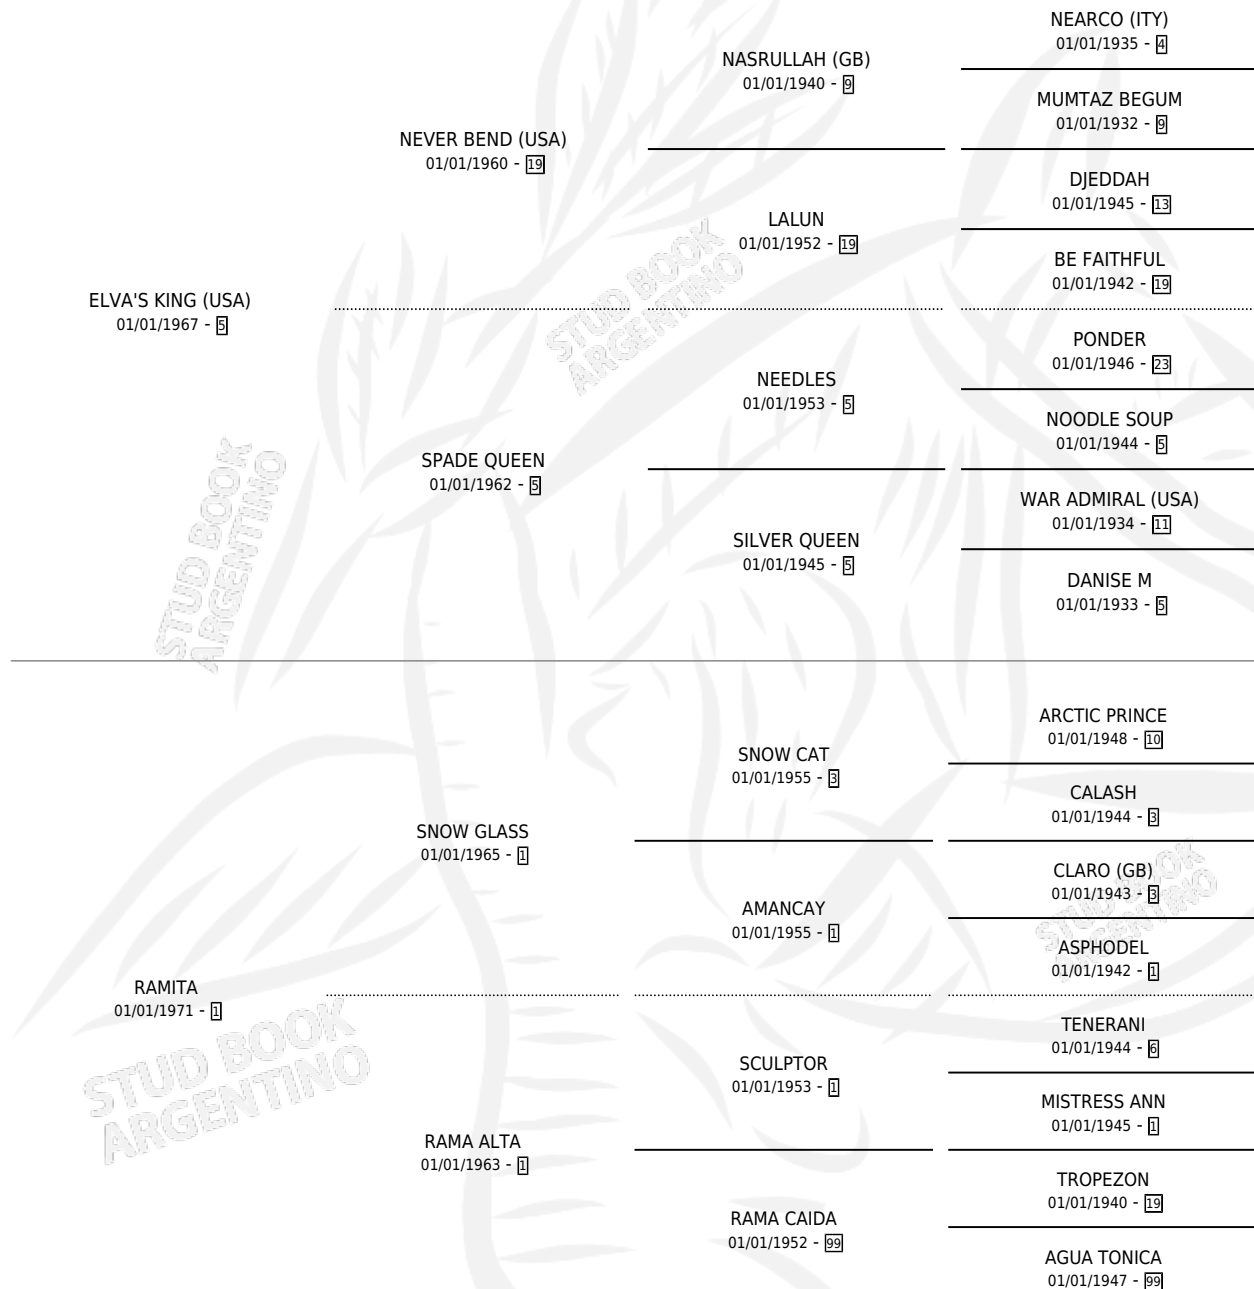 NEARCO (ITY)
01/01/1935 - 4
NASRULLAH (GB)
01/01/1940 - 9
MUMTAZ BEGUM
01/01/1932 - 9
NEVER BEND (USA)
01/01/1960 - 19
DJEDDAH
01/01/1945 - 13
LALUN
01/01/1952 - 19
BE FAITHFUL
01/01/1942 - 19
ELVA'S KING (USA)
01/01/1967 - 5
PONDER
01/01/1946 - 23
NEEDLES
01/01/1953 - 5
NOODLE SOUP
01/01/1944 - 5
SPADE QUEEN
01/01/1962 - 5
WAR ADMIRAL (USA)
01/01/1934 - 11
SILVER QUEEN
01/01/1945 - 5
DANISE M
01/01/1933 - 5
STUD BOOK
ARGENTINO
STUD BOOK
ARGENTINO
ARCTIC PRINCE
01/01/1948 - 10
SNOW CAT
01/01/1955 - 3
CALASH
01/01/1944 - 3
SNOW GLASS
01/01/1965 - 1
CLARO (GB)
01/01/1943 - 3
AMANCAY
01/01/1955 - 1
ASPHODEL
01/01/1942 - 1
RAMITA
01/01/1971 - 1
TENERANI
01/01/1944 - 6
SCULPTOR
01/01/1953 - 1
MISTRESS ANN
01/01/1945 - 1
RAMA ALTA
01/01/1963 - 1
TROPEZON
01/01/1940 - 19
RAMA CAIDA
01/01/1952 - 99
AGUA TONICA
01/01/1947 - 99
STUD BOOK
ARGENTINO
STUD BOOK
ARGENTINO